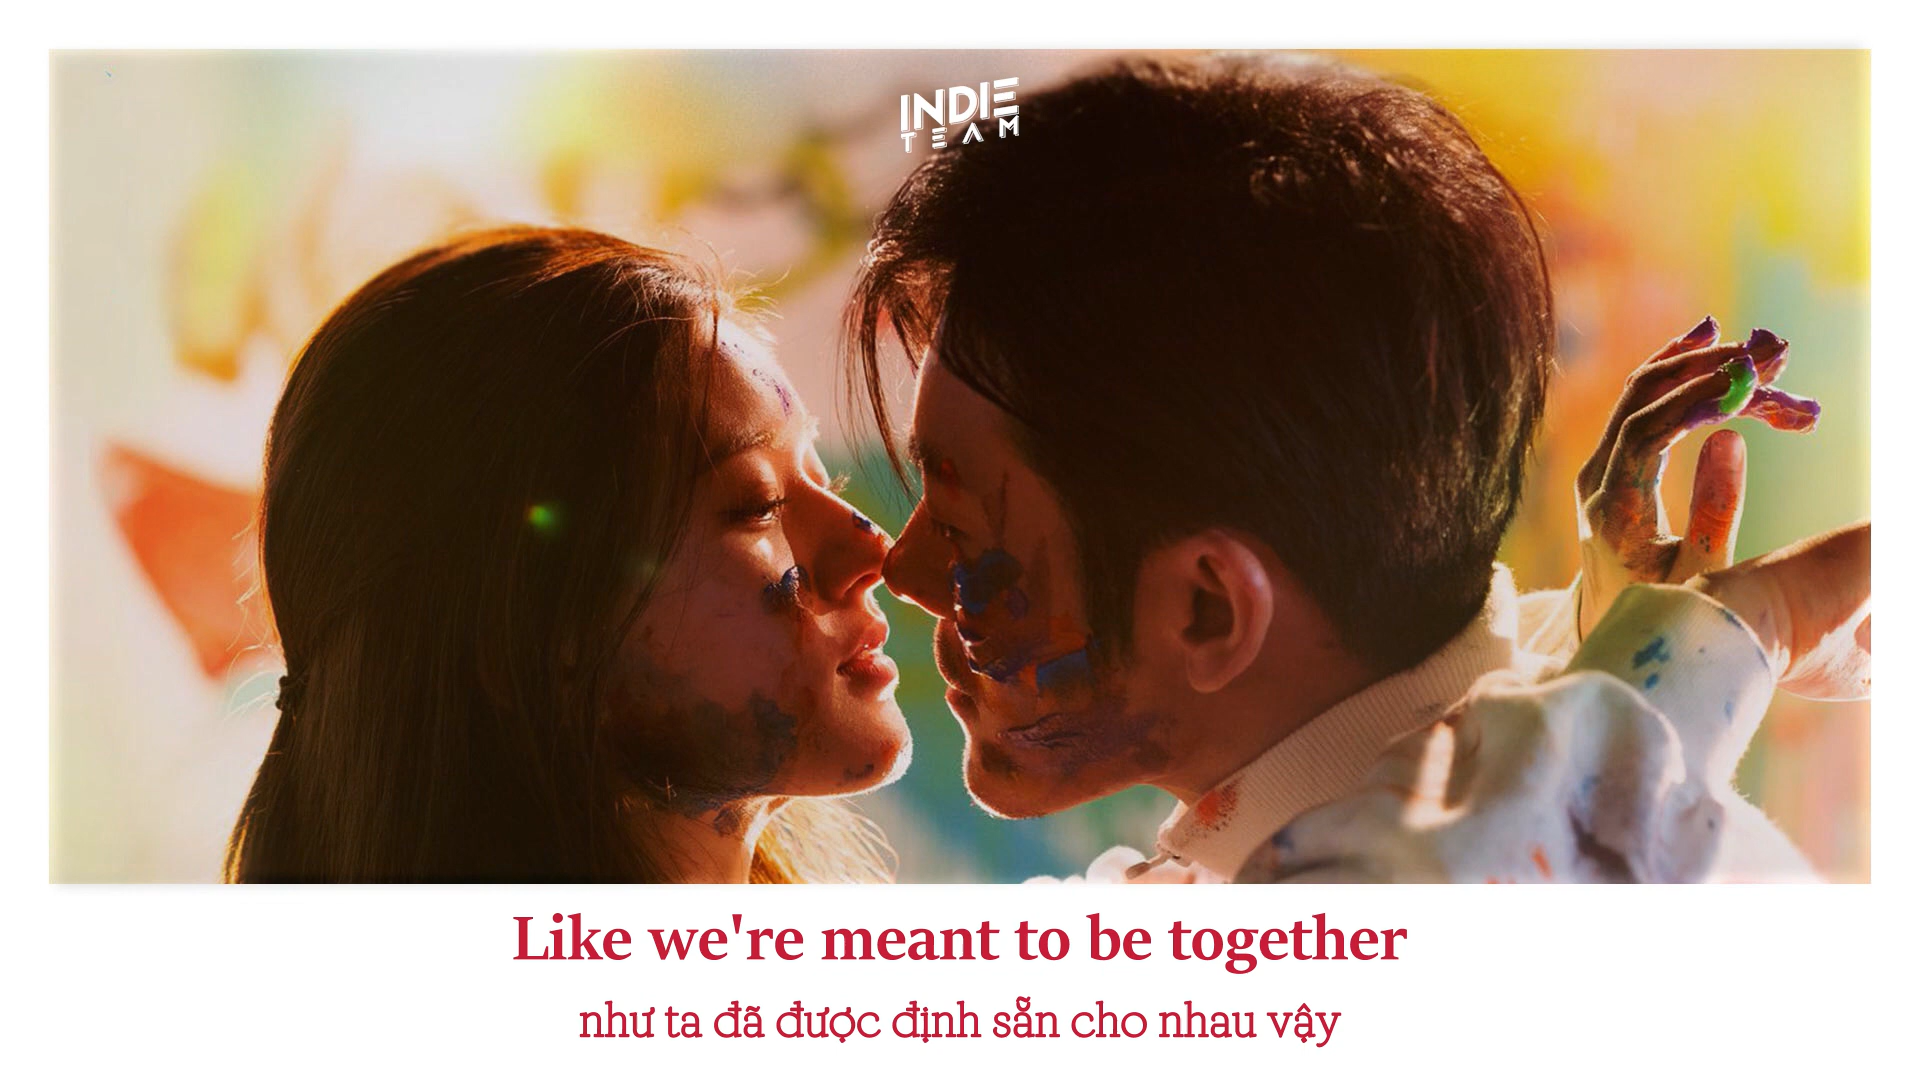 INDIE
TEAM
Like we're meant to be together
như ta đã được định sẵn cho nhau vậy